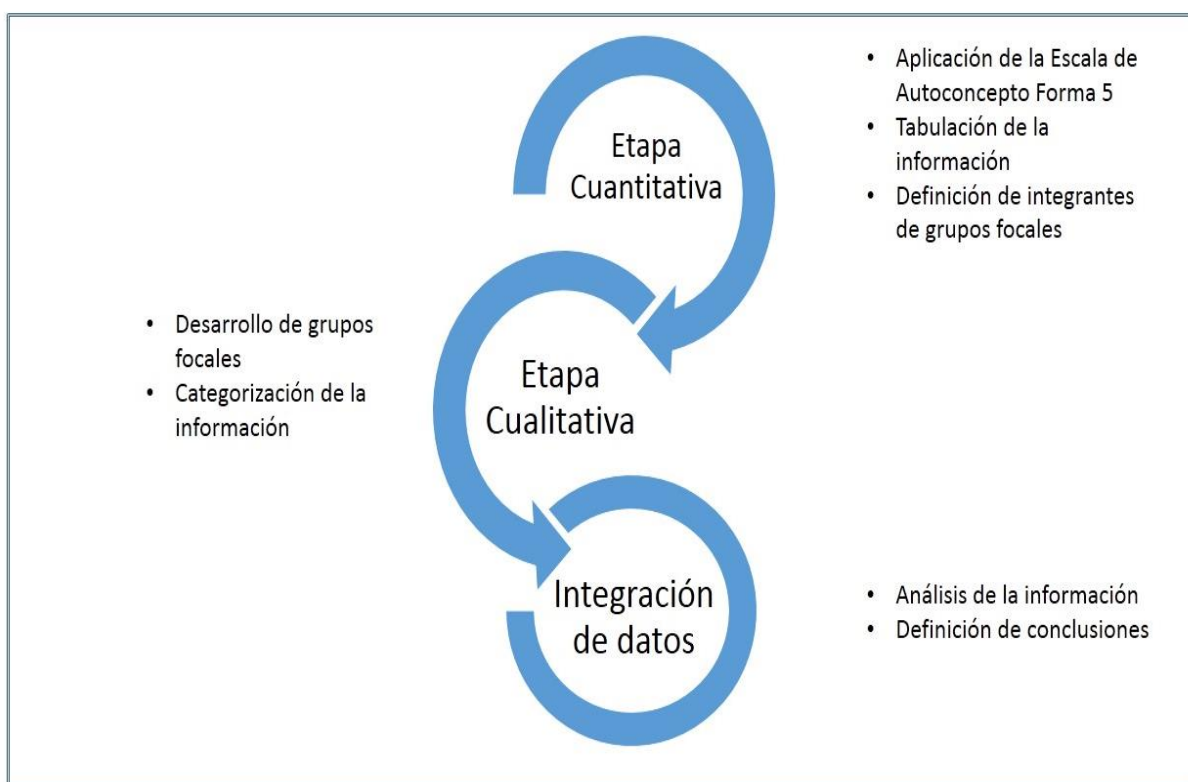 Etapa
Cuantitativa
• Aplicación de la Escala de
Autoconcepto Forma 5
• Tabulación de la
información
• Definición de integrantes
de grupos focales
• Desarrollo de grupos
focales
• Categorización de la
información
Etapa
Cualitativa
Integración
de datos
• Análisis de la información
• Definición de conclusiones